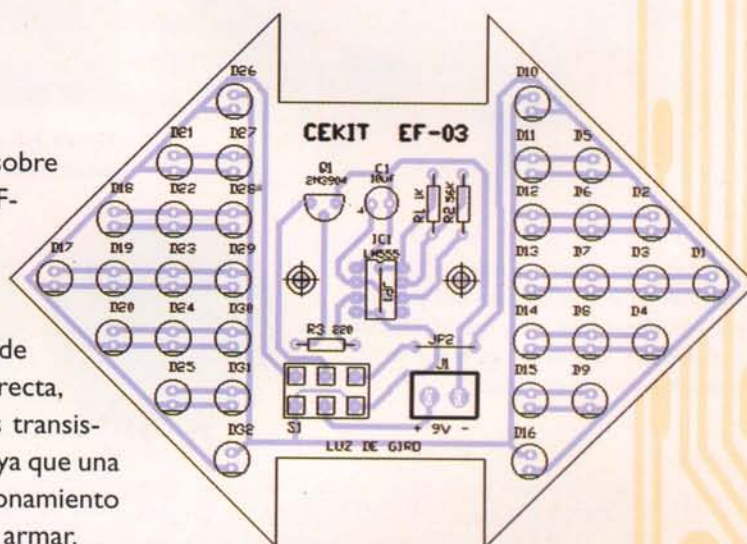 sobre
F-
de
recta,
s transis-
ya que una
onamiento
armar.
CEKIT EF-03
D26
D21 D27
D18 D22 D28
D17 D19 D23 D29
D20 D24 D30
D25 D31
D32
Q1
2N3904
C1
10uF
+
R1 1K
R2 56K
IC1
LM555
R3 220
JP2
S1
J1
+ 9V -
LUZ DE GIRO
D10
D11 D5
D12 D6 D2
D13 D7 D3 D1
D14 D8 D4
D15 D9
D16